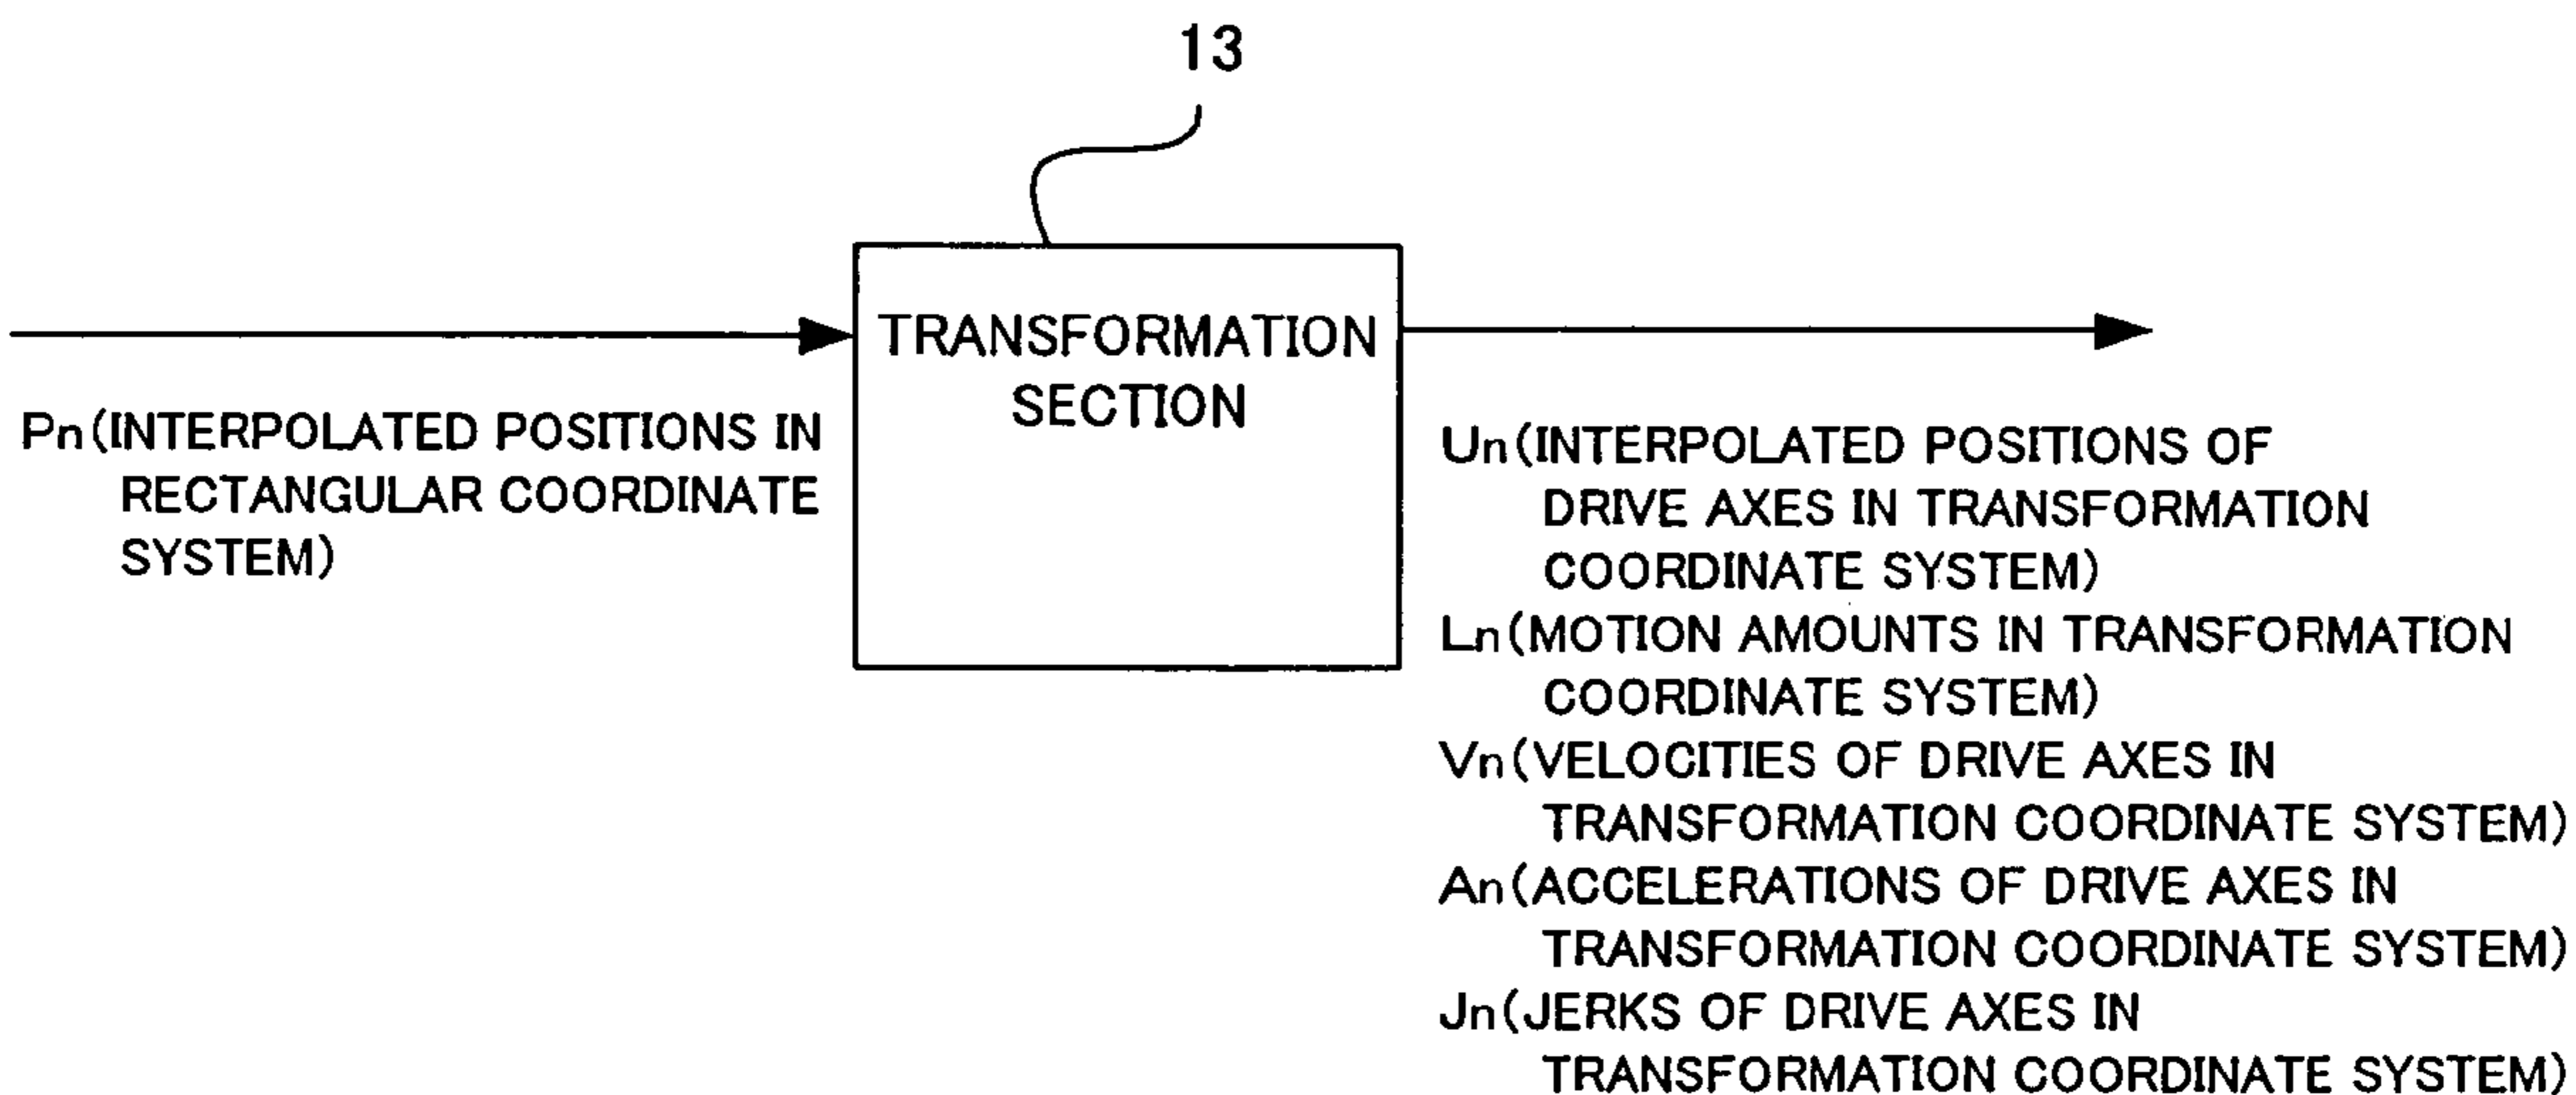 13
TRANSFORMATION
SECTION
Pn(INTERPOLATED POSITIONS IN
RECTANGULAR COORDINATE
SYSTEM)
Un(INTERPOLATED POSITIONS OF
DRIVE AXES IN TRANSFORMATION
COORDINATE SYSTEM)
Ln(MOTION AMOUNTS IN TRANSFORMATION
COORDINATE SYSTEM)
Vn(VELOCITIES OF DRIVE AXES IN
TRANSFORMATION COORDINATE SYSTEM)
An(ACCELERATIONS OF DRIVE AXES IN
TRANSFORMATION COORDINATE SYSTEM)
Jn(JERKS OF DRIVE AXES IN
TRANSFORMATION COORDINATE SYSTEM)